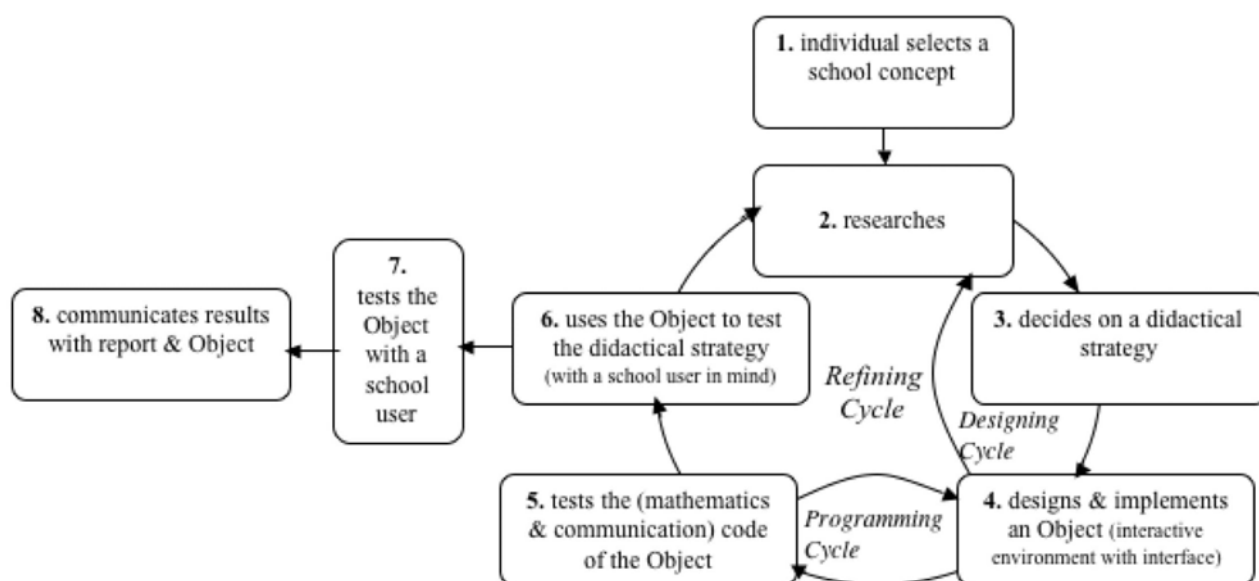 1. individual selects a
school concept
2. researches
3. decides on a didactical
strategy
4. designs & implements
an Object (interactive
environment with interface)
5. tests the (mathematics
& communication) code
of the Object
6. uses the Object to test
the didactical strategy
(with a school user in mind)
7.
tests the
Object
with a
school
user
8. communicates results
with report & Object
Refining
Cycle
Designing
Cycle
Programming
Cycle